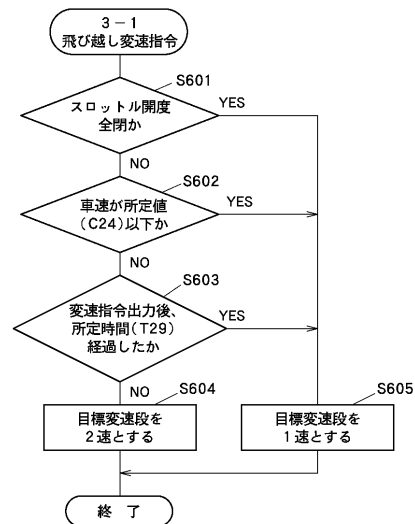 ３－１
飛び越し変速指令
S601
スロットル開度
全閉か
YES
NO
S602
車速が所定値
（C24）以下か
YES
NO
S603
変速指令出力後、
所定時間（T29）
経過したか
YES
NO
S604
目標変速段を
２速とする
S605
目標変速段を
１速とする
終 了